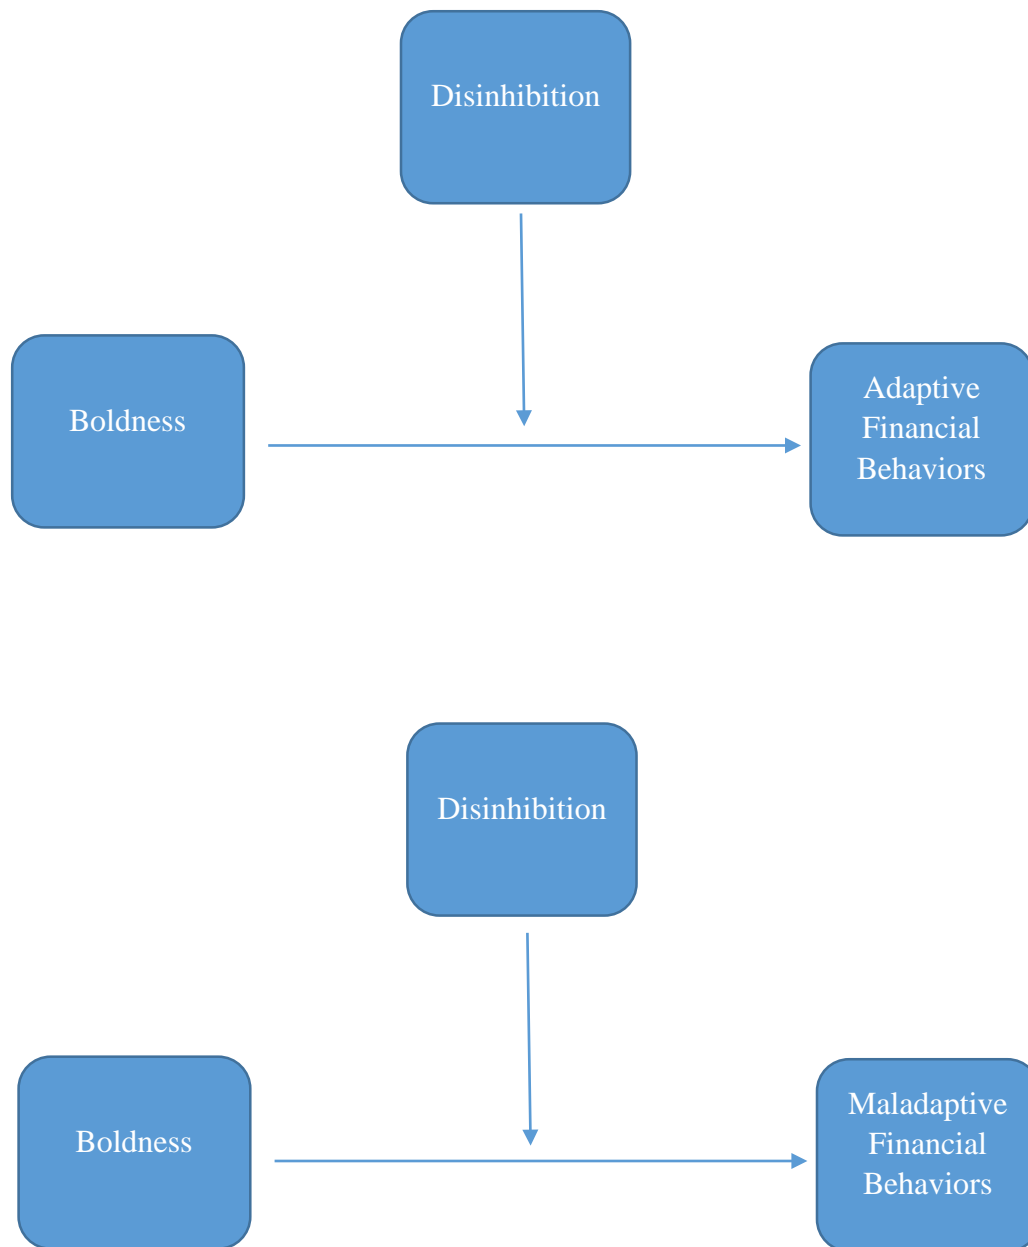 Disinhibition
Boldness
Adaptive
Financial
Behaviors
Disinhibition
Boldness
Maladaptive
Financial
Behaviors